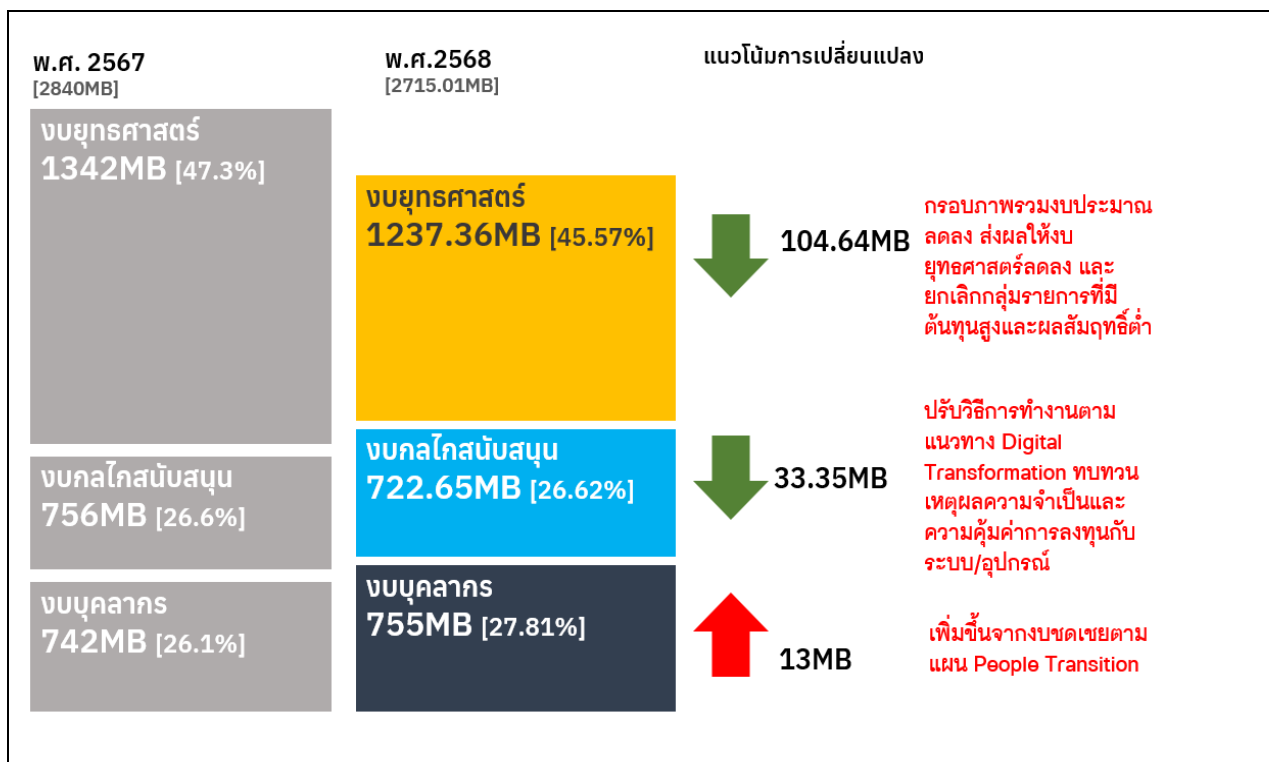 พ.ศ. 2567
[2840MB]
พ.ศ.2568
[2715.01MB]
แนวโน้มการเปลี่ยนแปลง
งบยุทธศาสตร์
1342MB [47.3%]
งบกลไกสนับสนุน
756MB [26.6%]
งบบุคลากร
742MB [26.1%]
งบยุทธศาสตร์
1237.36MB [45.57%]
งบกลไกสนับสนุน
722.65MB [26.62%]
งบบุคลากร
755MB [27.81%]
104.64MB
กรอบภาพรวมงบประมาณ
ลดลง ส่งผลให้งบ
ยุทธศาสตร์ลดลง และ
ยกเลิกกลุ่มรายการที่มี
ต้นทุนสูงและผลสัมฤทธิ์ต่ำ
33.35MB
ปรับวิธีการทำงานตาม
แนวทาง Digital
Transformation ทบทวน
เหตุผลความจำเป็นและ
ความคุ้มค่าการลงทุนกับ
ระบบ/อุปกรณ์
13MB
เพิ่มขึ้นจากงบชดเชยตาม
แผน People Transition